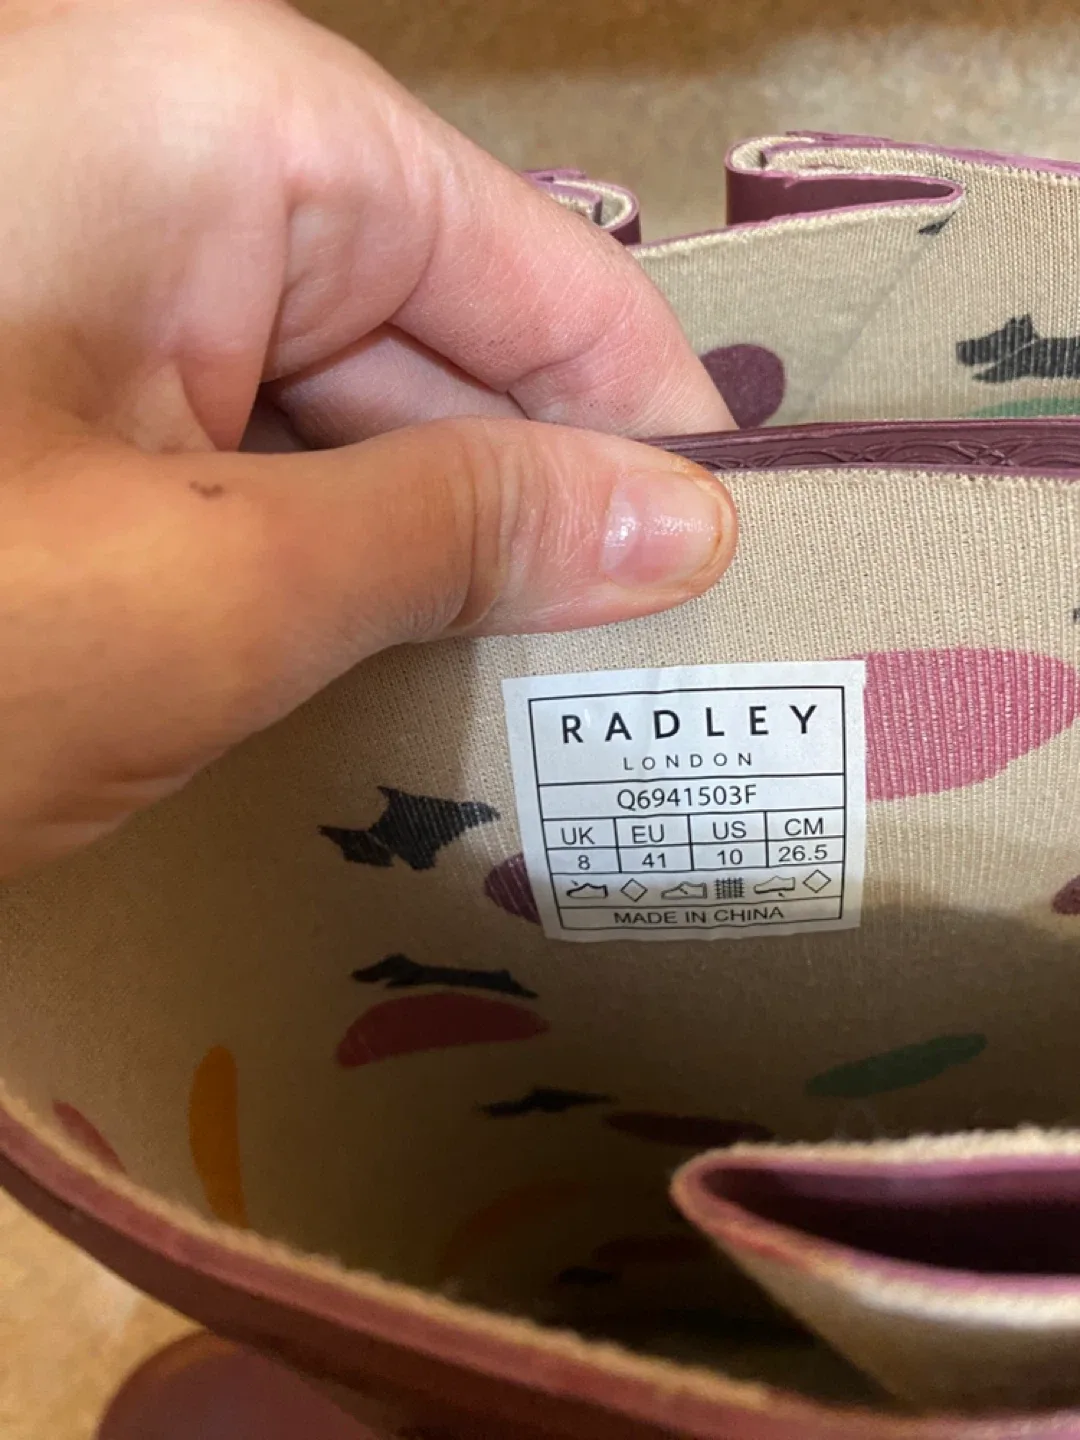 RADLEY
LONDON
Q6941503F
UK EU US CM
8 41 10 26.5
MADE IN CHINA